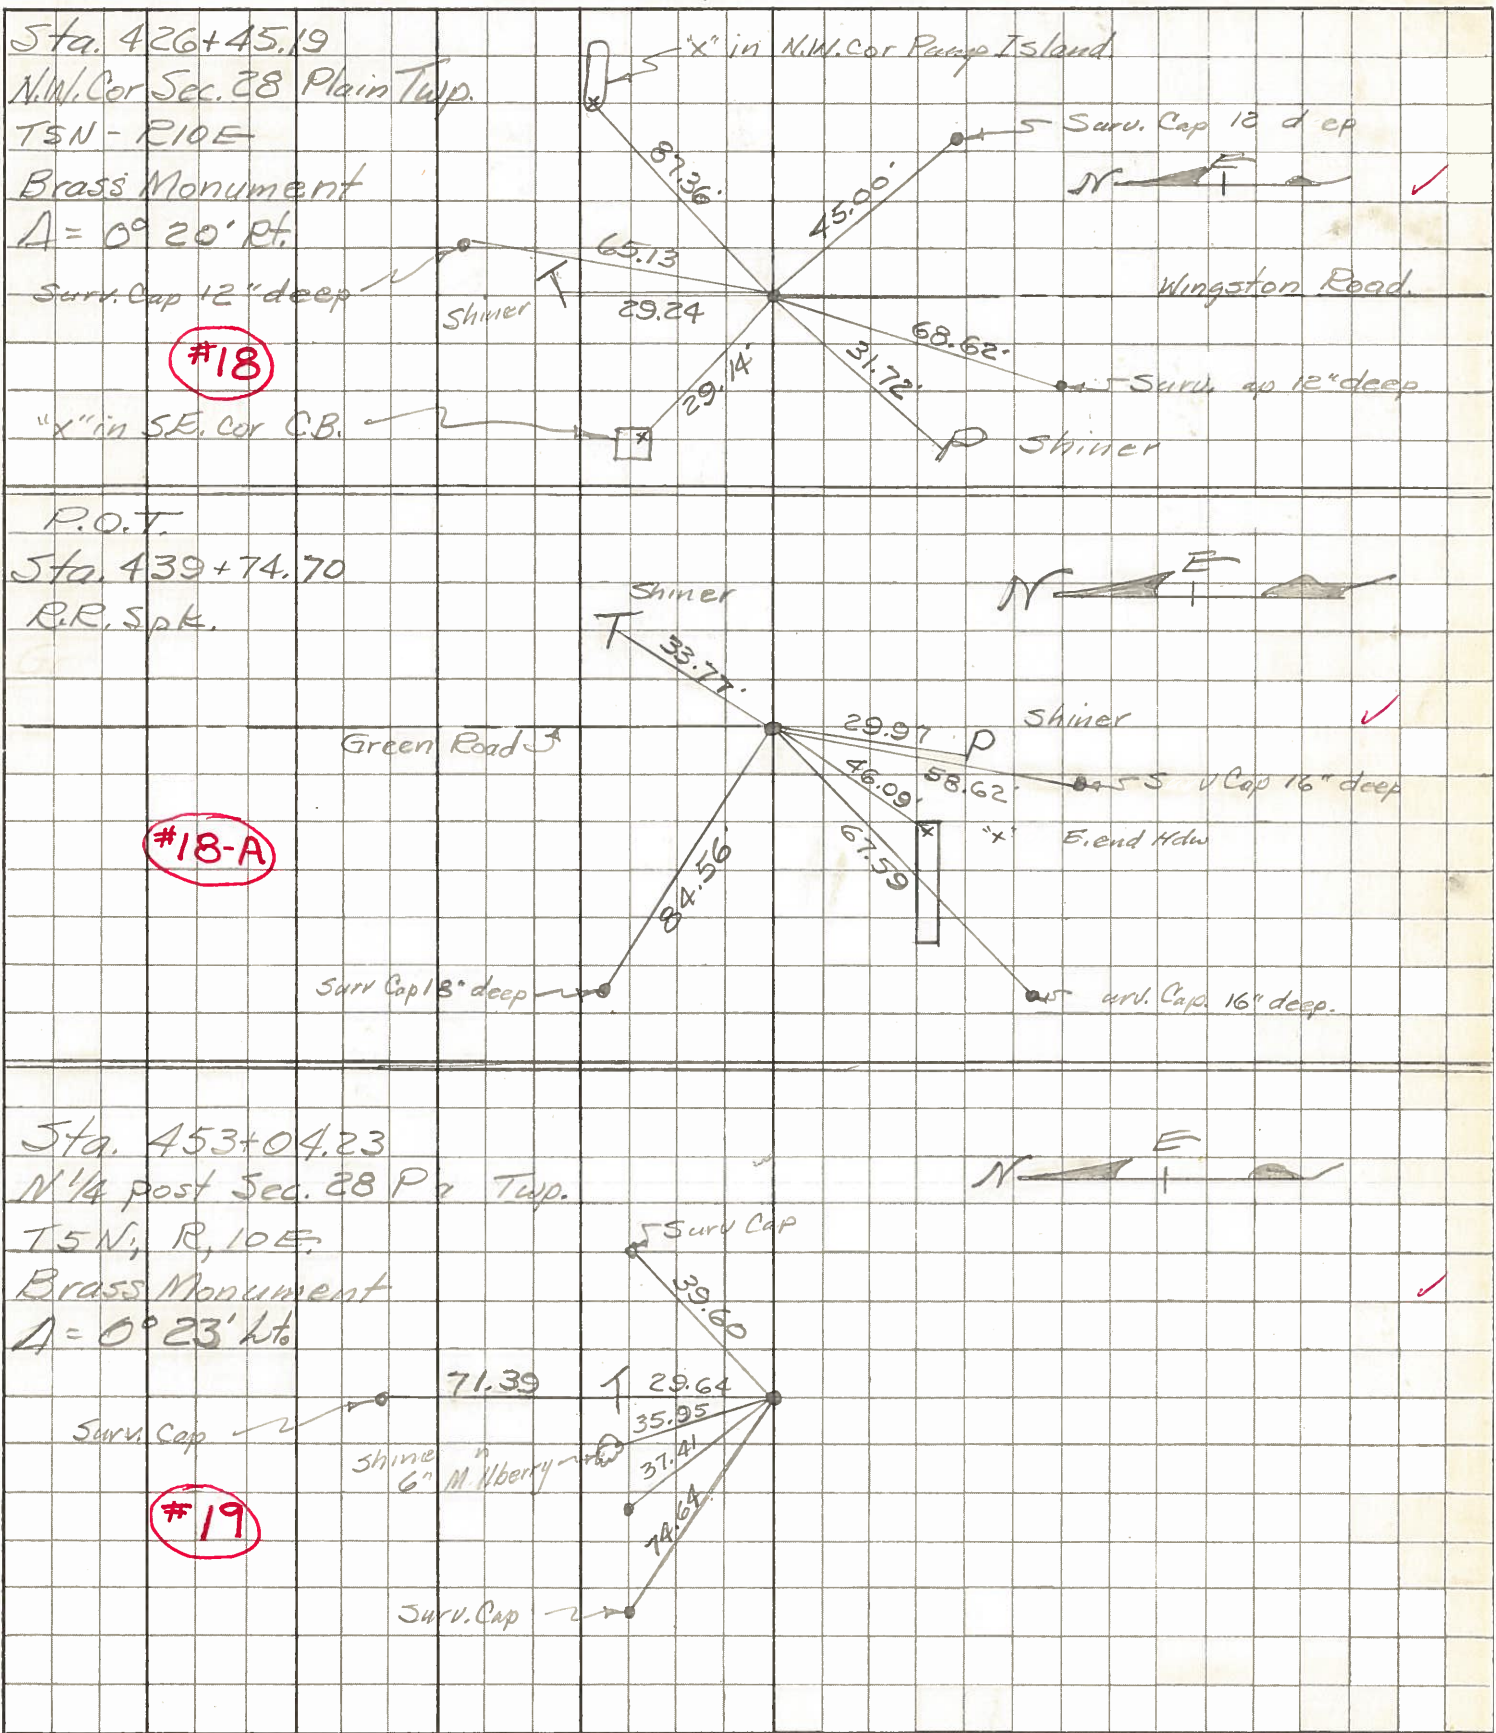 Sta. 426+45.19
N.W. Cor Sec. 28 Plain Twp.
T5N - R10E
Brass Monument
Δ = 0° 20' Rt.
"x" in N.W. Cor Pump Island.
Surv. Cap 12 d ep
N E
87.36'
45.00'
65.13
Surv. Cap 12" deep
Shiner
29.24
Wingston Road.
68.62'
31.72'
29.14'
Surv. ap 12" deep
#18
"x" in S.E. Cor C.B.
P Shiner
P.O.T.
Sta. 439+74.70
R.R. Spk.
Shiner
T
N E
33.77'
29.97
Shiner
P
Green Road
46.09'
58.62'
S v Cap 16" deep
"x" E. end Hdw
#18-A
67.59
84.56'
Surv Cap 18" deep
urv. Cap. 16" deep.
Sta. 453+04.23
N 1/4 post Sec. 28 P Twp.
T5N; R, 10E.
Brass Monument
Δ = 0° 23' Lt.
N E
Surv Cap
39.60
71.39
T
29.64
Surv. Cap
35.95
Shine n
6" M llberry
37.41
74.64
#19
Surv. Cap